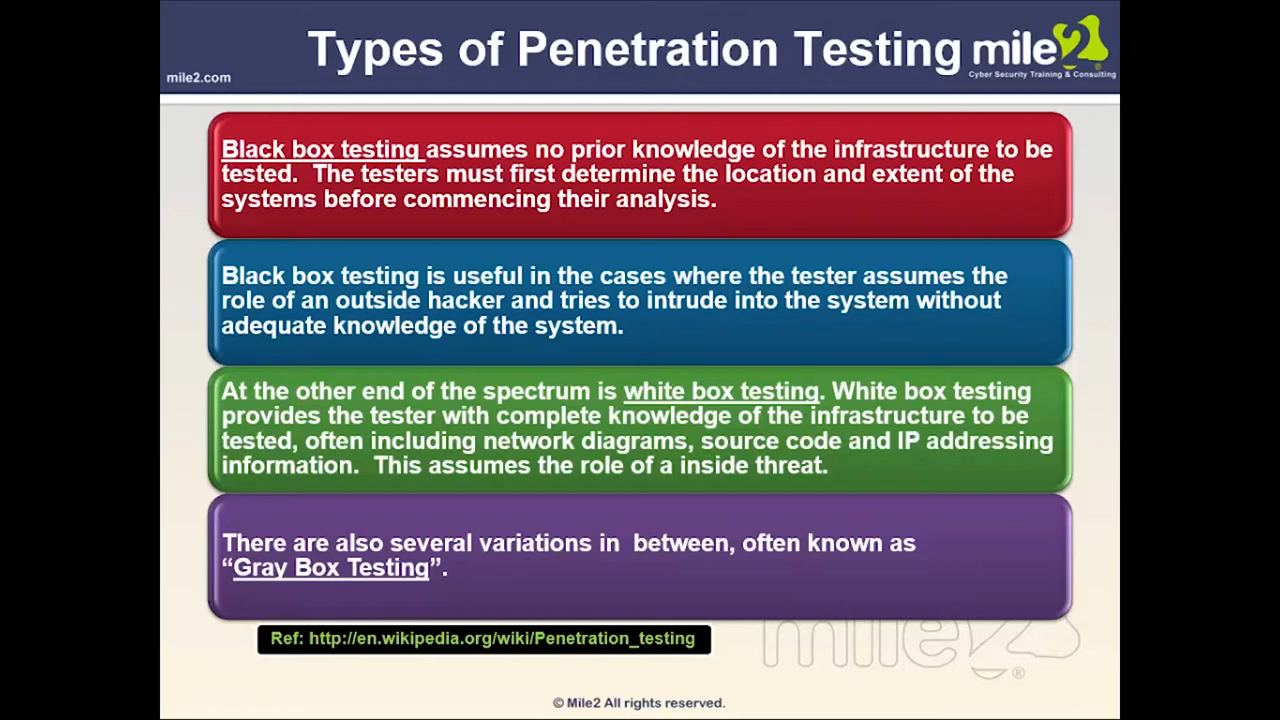 Types of Penetration Testing
mile2
Cyber Security Training & Consulting
mile2.com
Black box testing assumes no prior knowledge of the infrastructure to be
tested.  The testers must first determine the location and extent of the
systems before commencing their analysis.
Black box testing is useful in the cases where the tester assumes the
role of an outside hacker and tries to intrude into the system without
adequate knowledge of the system.
At the other end of the spectrum is white box testing. White box testing
provides the tester with complete knowledge of the infrastructure to be
tested, often including network diagrams, source code and IP addressing
information.  This assumes the role of a inside threat.
There are also several variations in  between, often known as
“Gray Box Testing”.
Ref: http://en.wikipedia.org/wiki/Penetration_testing
mile2®
© Mile2 All rights reserved.